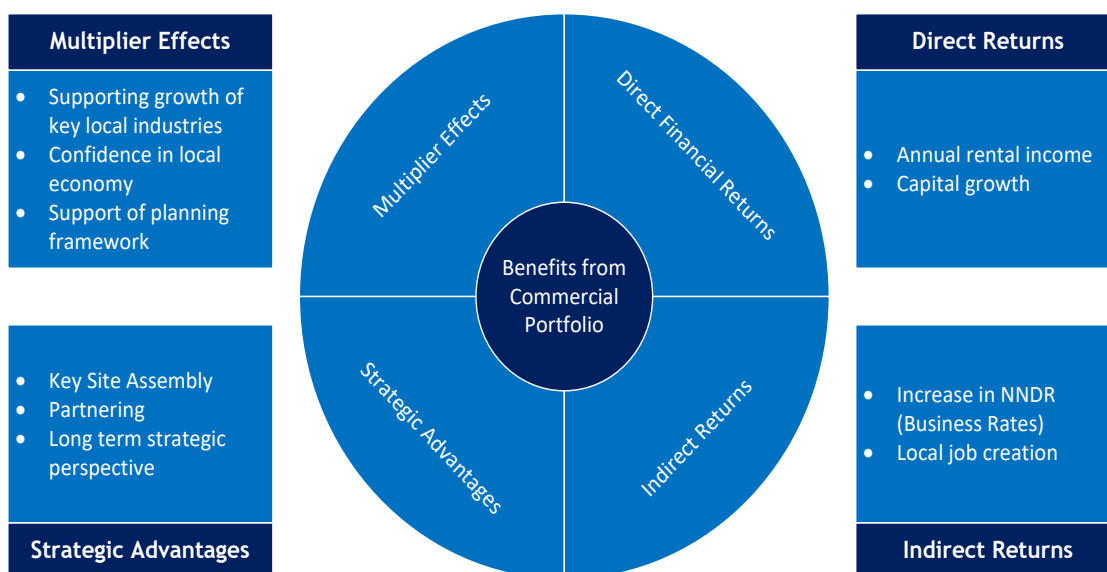 Multiplier Effects
• Supporting growth of
key local industries
• Confidence in local
economy
• Support of planning
framework
Multiplier Effects
Direct Financial Returns
Direct Returns
• Annual rental income
• Capital growth
Benefits from
Commercial
Portfolio
• Key Site Assembly
• Partnering
• Long term strategic
perspective
Strategic Advantages
Strategic Advantages
Indirect Returns
• Increase in NNDR
(Business Rates)
• Local job creation
Indirect Returns